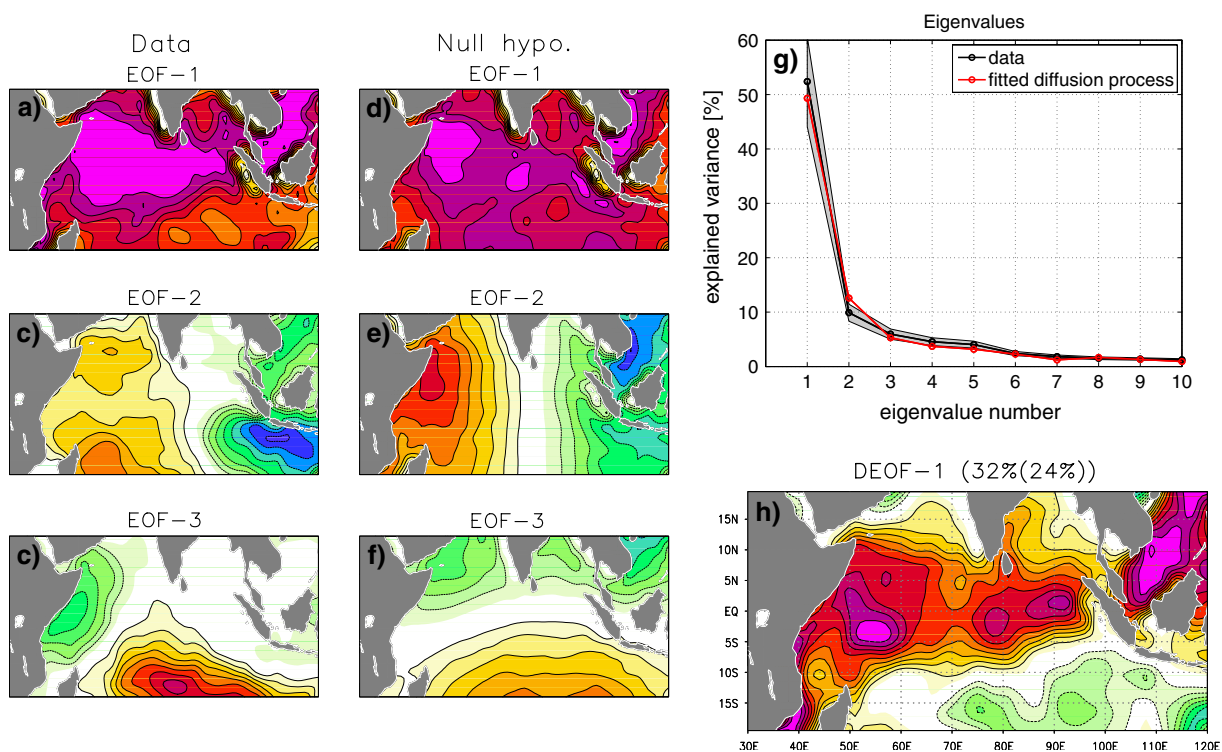 Data
EOF-1
a)
Null hypo.
EOF-1
d)
EOF-2
c)
EOF-2
e)
EOF-3
c)
EOF-3
f)
Eigenvalues
g)
data
fitted diffusion process
60
50
40
30
20
10
0
explained variance [%]
1 2 3 4 5 6 7 8 9 10
eigenvalue number
DEOF-1 (32%(24%))
h)
15N
10N
5N
EQ
5S
10S
15S
30E 40E 50E 60E 70E 80E 90E 100E 110E 120E